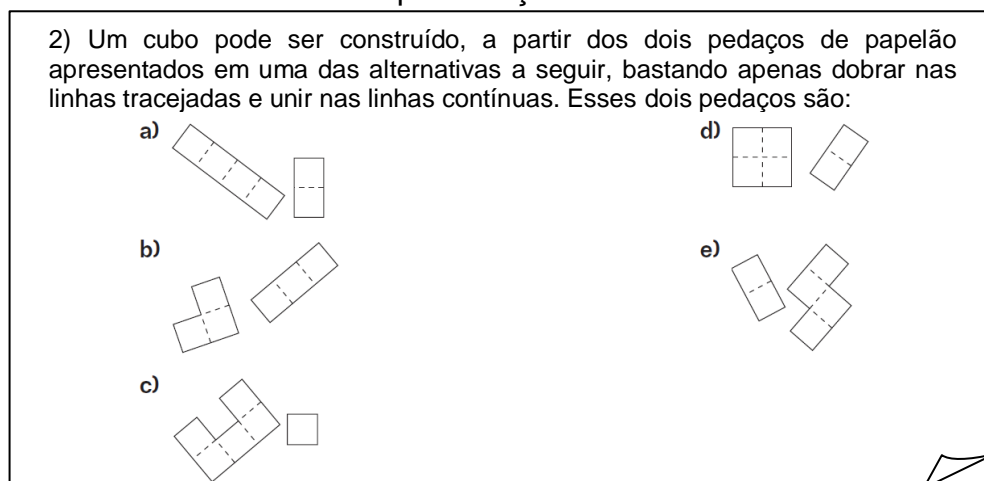 2) Um cubo pode ser construído, a partir dos dois pedaços de papelão
apresentados em uma das alternativas a seguir, bastando apenas dobrar nas
linhas tracejadas e unir nas linhas contínuas. Esses dois pedaços são:
a)
b)
c)
d)
e)